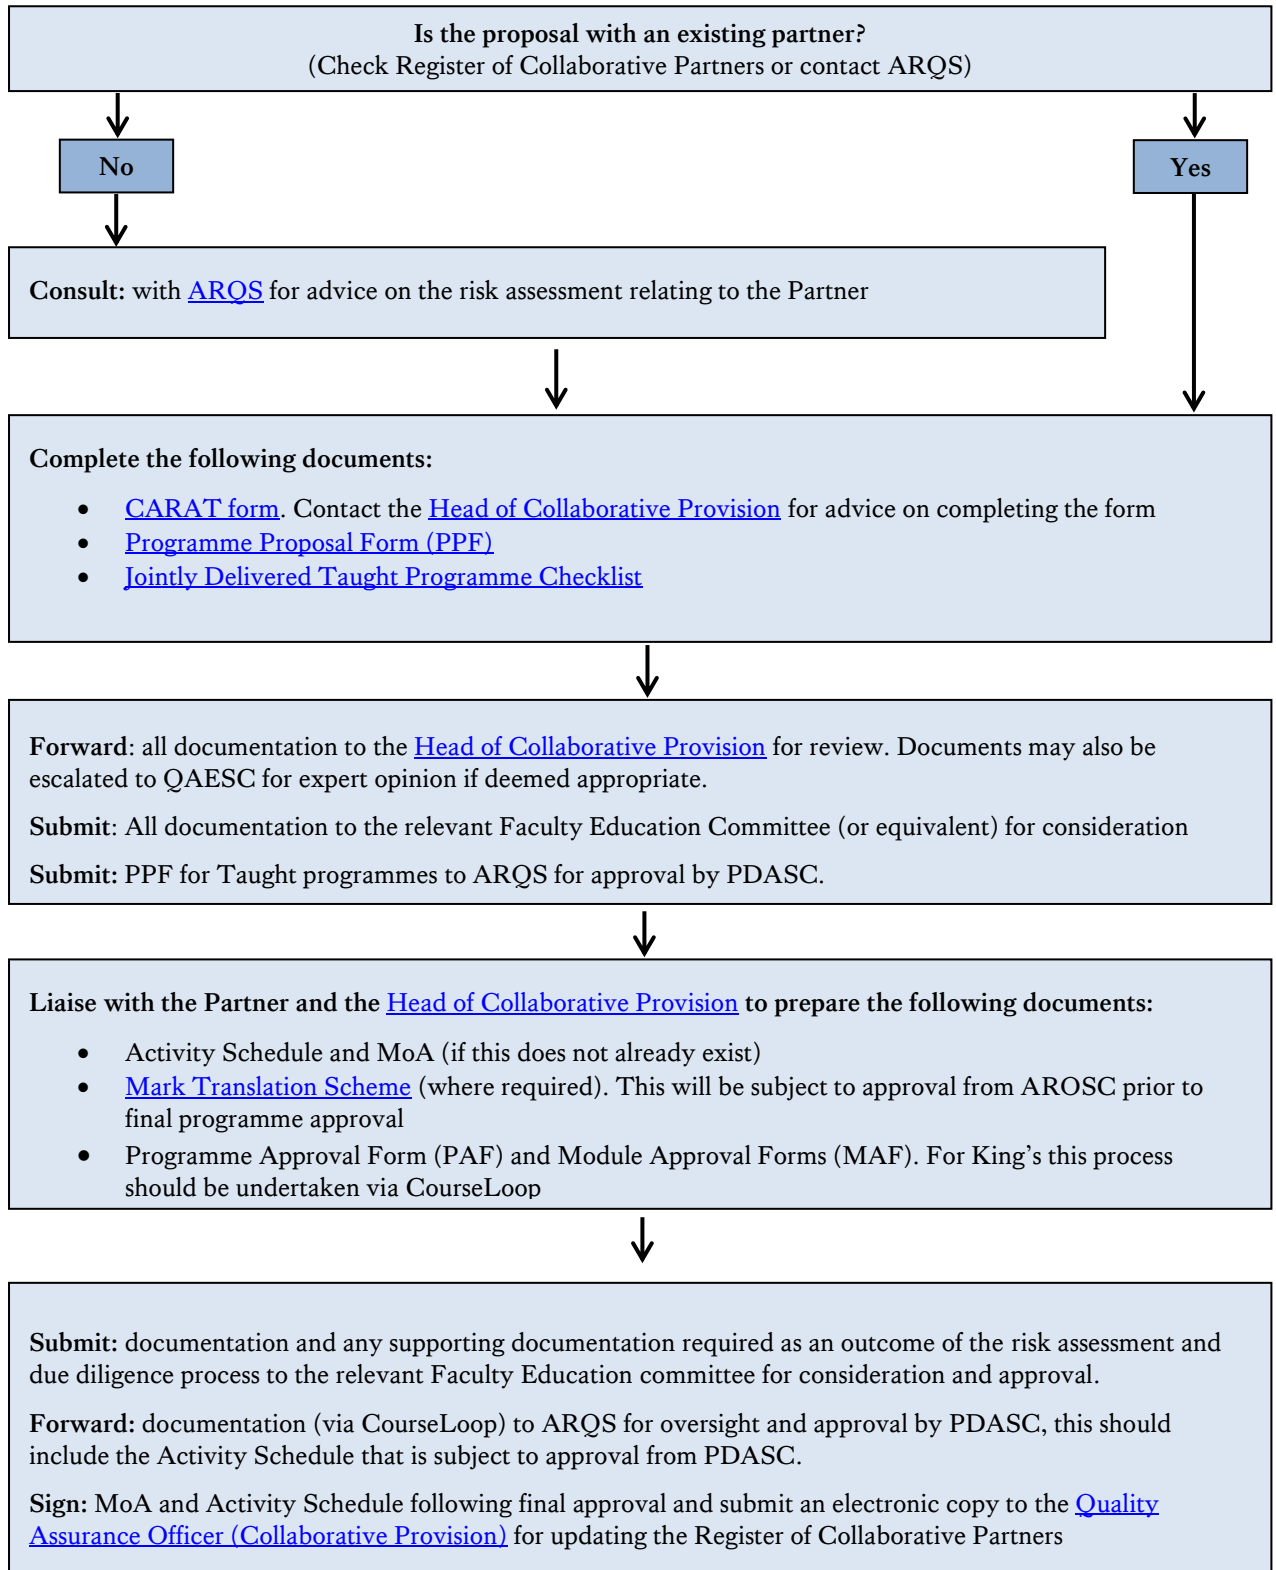 Is the proposal with an existing partner?
(Check Register of Collaborative Partners or contact ARQS)
No
Yes
Consult: with ARQS for advice on the risk assessment relating to the Partner
Complete the following documents:
• CARAT form. Contact the Head of Collaborative Provision for advice on completing the form
• Programme Proposal Form (PPF)
• Jointly Delivered Taught Programme Checklist
Forward: all documentation to the Head of Collaborative Provision for review. Documents may also be
escalated to QAESC for expert opinion if deemed appropriate.
Submit: All documentation to the relevant Faculty Education Committee (or equivalent) for consideration
Submit: PPF for Taught programmes to ARQS for approval by PDASC.
Liaise with the Partner and the Head of Collaborative Provision to prepare the following documents:
• Activity Schedule and MoA (if this does not already exist)
• Mark Translation Scheme (where required). This will be subject to approval from AROSC prior to
final programme approval
• Programme Approval Form (PAF) and Module Approval Forms (MAF). For King's this process
should be undertaken via CourseLoop
Submit: documentation and any supporting documentation required as an outcome of the risk assessment and
due diligence process to the relevant Faculty Education committee for consideration and approval.
Forward: documentation (via CourseLoop) to ARQS for oversight and approval by PDASC, this should
include the Activity Schedule that is subject to approval from PDASC.
Sign: MoA and Activity Schedule following final approval and submit an electronic copy to the Quality
Assurance Officer (Collaborative Provision) for updating the Register of Collaborative Partners